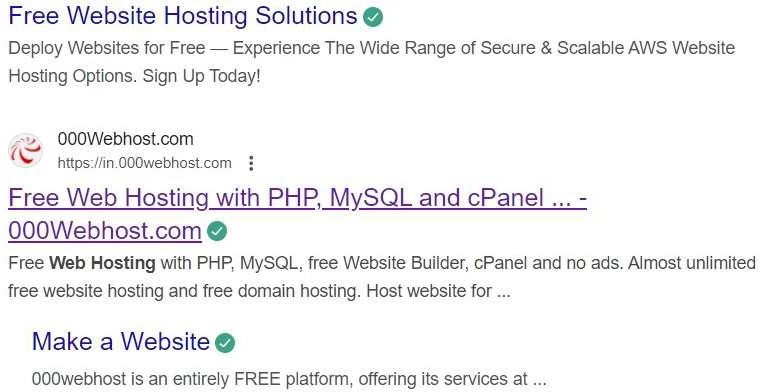 Free Website Hosting Solutions
Deploy Websites for Free — Experience The Wide Range of Secure & Scalable AWS Website
Hosting Options. Sign Up Today!
000Webhost.com
https://in.000webhost.com
Free Web Hosting with PHP, MySQL and cPanel ... -
000Webhost.com
Free Web Hosting with PHP, MySQL, free Website Builder, cPanel and no ads. Almost unlimited
free website hosting and free domain hosting. Host website for ...
Make a Website
000webhost is an entirely FREE platform, offering its services at ...